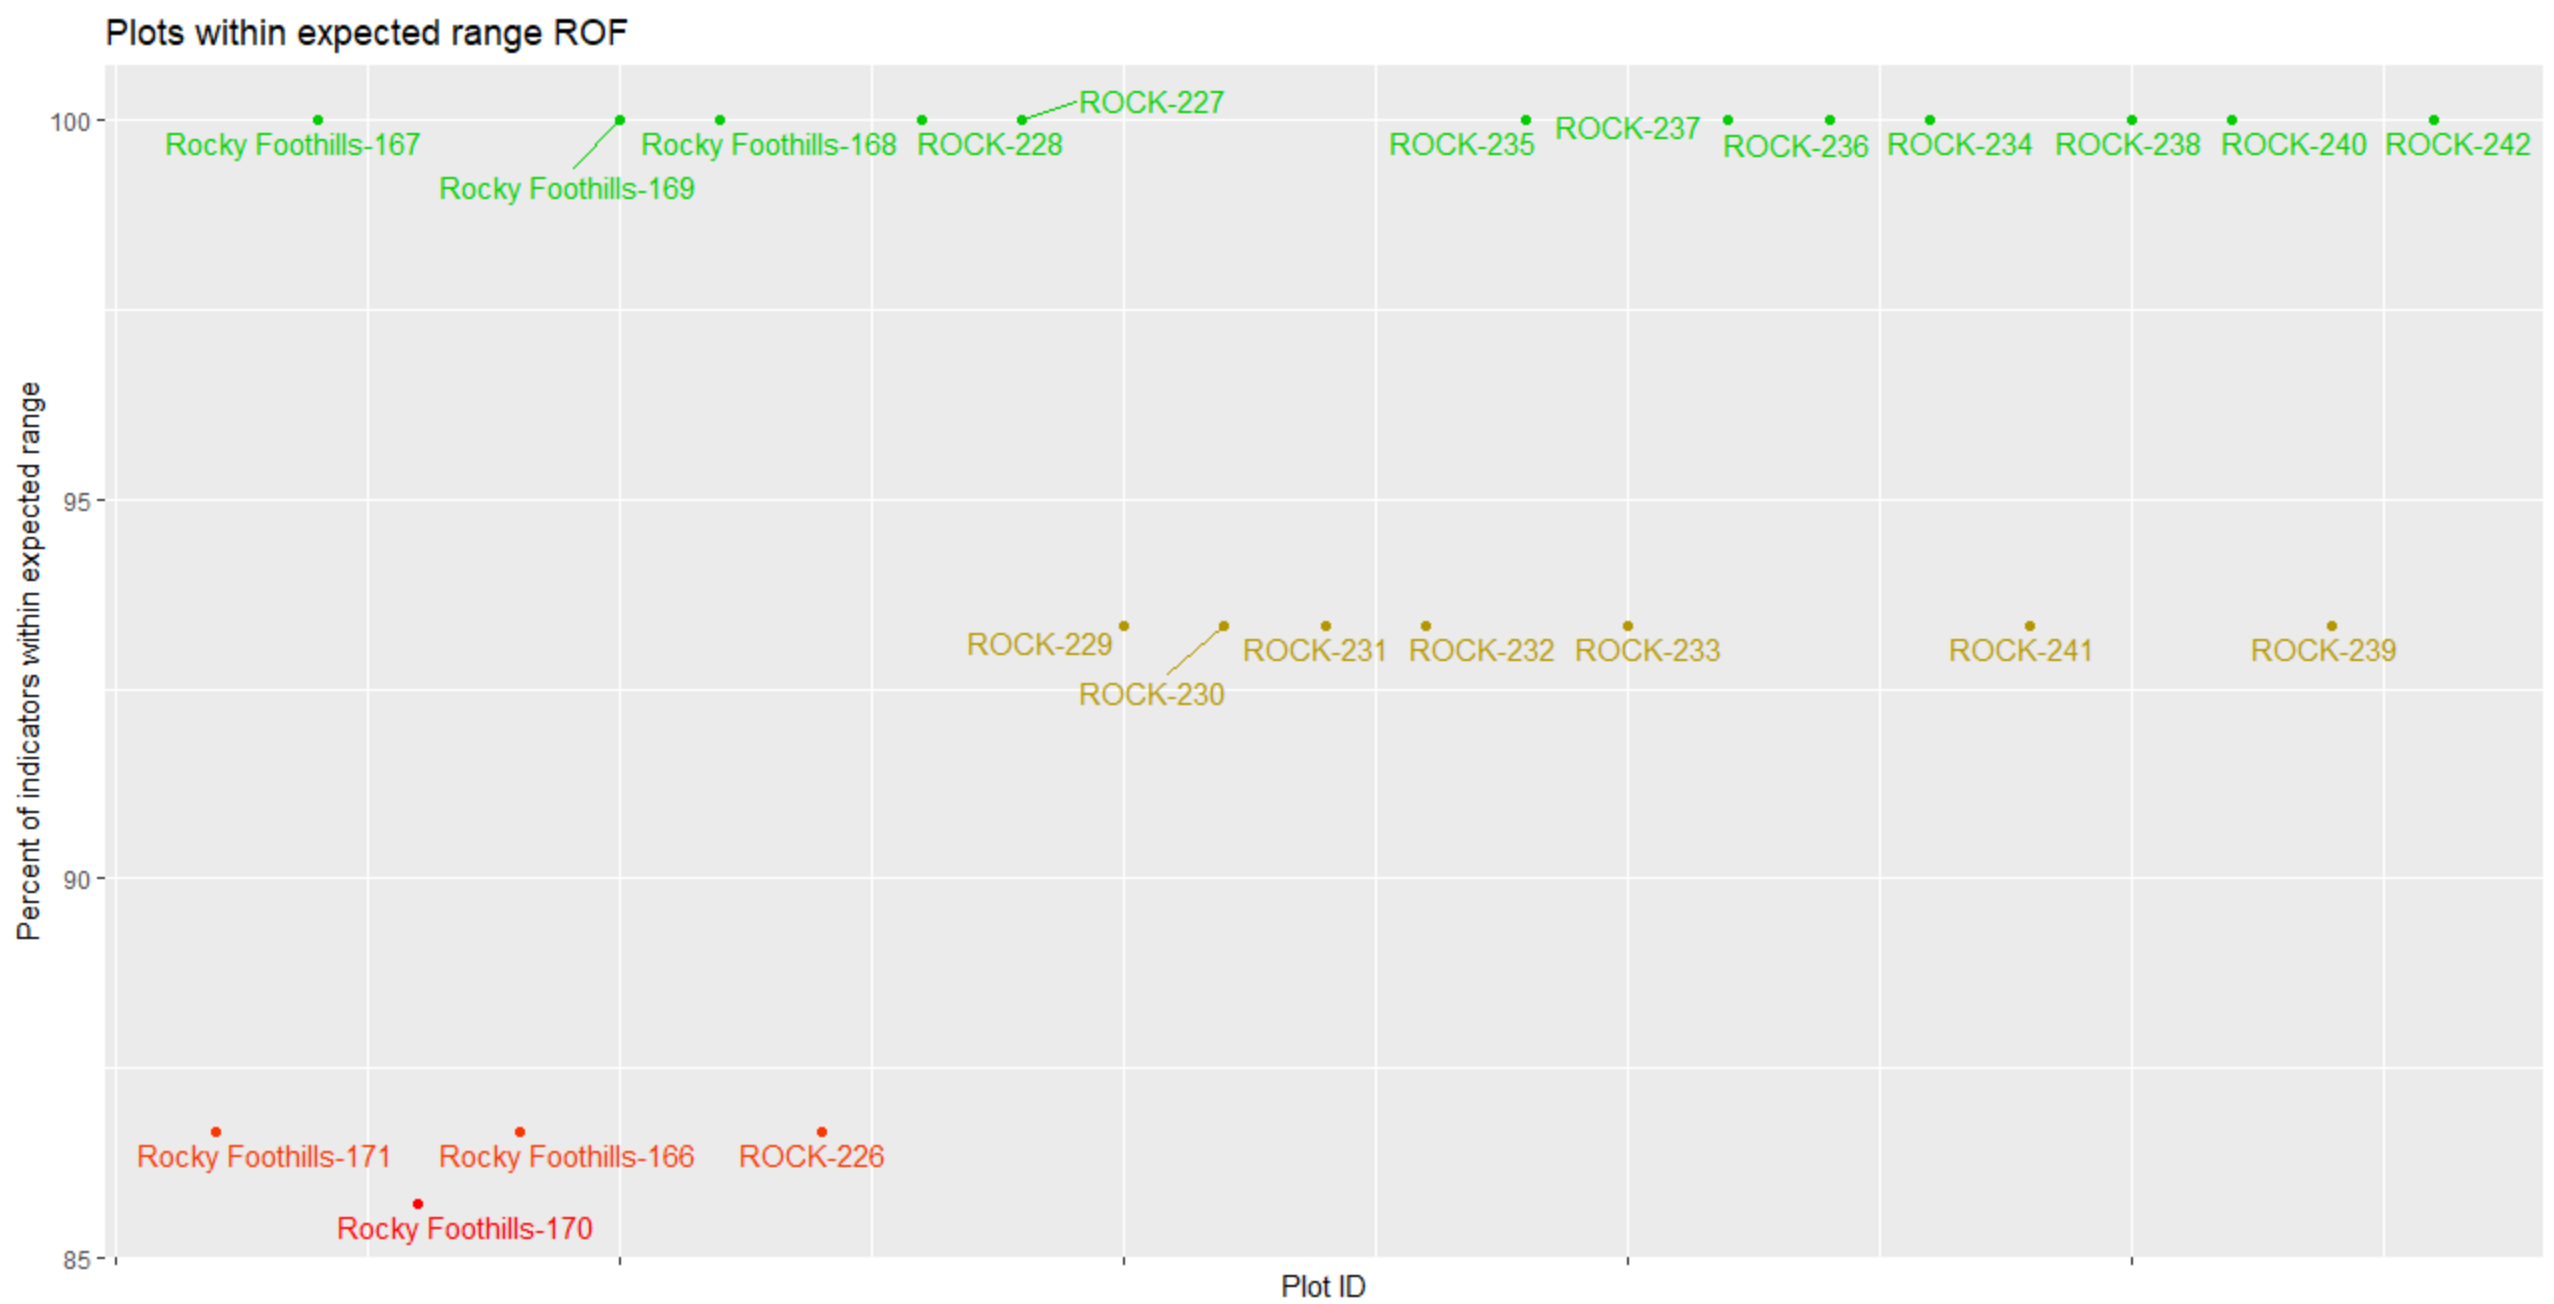 Plots within expected range ROF
Percent of indicators within expected range
100
95
90
85
ROCK-227
Rocky Foothills-167
Rocky Foothills-168
ROCK-228
ROCK-235
ROCK-237
ROCK-236
ROCK-234
ROCK-238
ROCK-240
ROCK-242
Rocky Foothills-169
ROCK-229
ROCK-230
ROCK-231
ROCK-232
ROCK-233
ROCK-241
ROCK-239
Rocky Foothills-171
Rocky Foothills-166
ROCK-226
Rocky Foothills-170
Plot ID